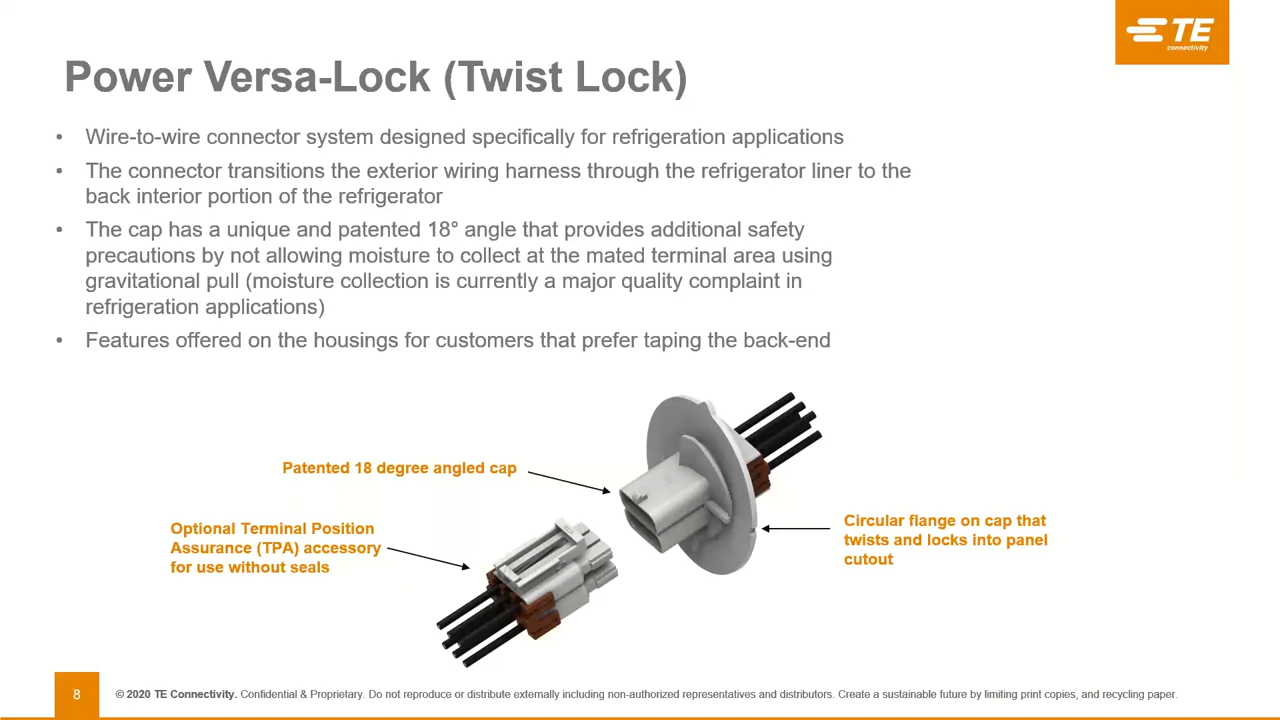 TE
connectivity
Power Versa-Lock (Twist Lock)
• Wire-to-wire connector system designed specifically for refrigeration applications
• The connector transitions the exterior wiring harness through the refrigerator liner to the
back interior portion of the refrigerator
• The cap has a unique and patented 18° angle that provides additional safety
precautions by not allowing moisture to collect at the mated terminal area using
gravitational pull (moisture collection is currently a major quality complaint in
refrigeration applications)
• Features offered on the housings for customers that prefer taping the back-end
Patented 18 degree angled cap
Optional Terminal Position
Assurance (TPA) accessory
for use without seals
Circular flange on cap that
twists and locks into panel
cutout
8
© 2020 TE Connectivity. Confidential & Proprietary. Do not reproduce or distribute externally including non-authorized representatives and distributors. Create a sustainable future by limiting print copies, and recycling paper.